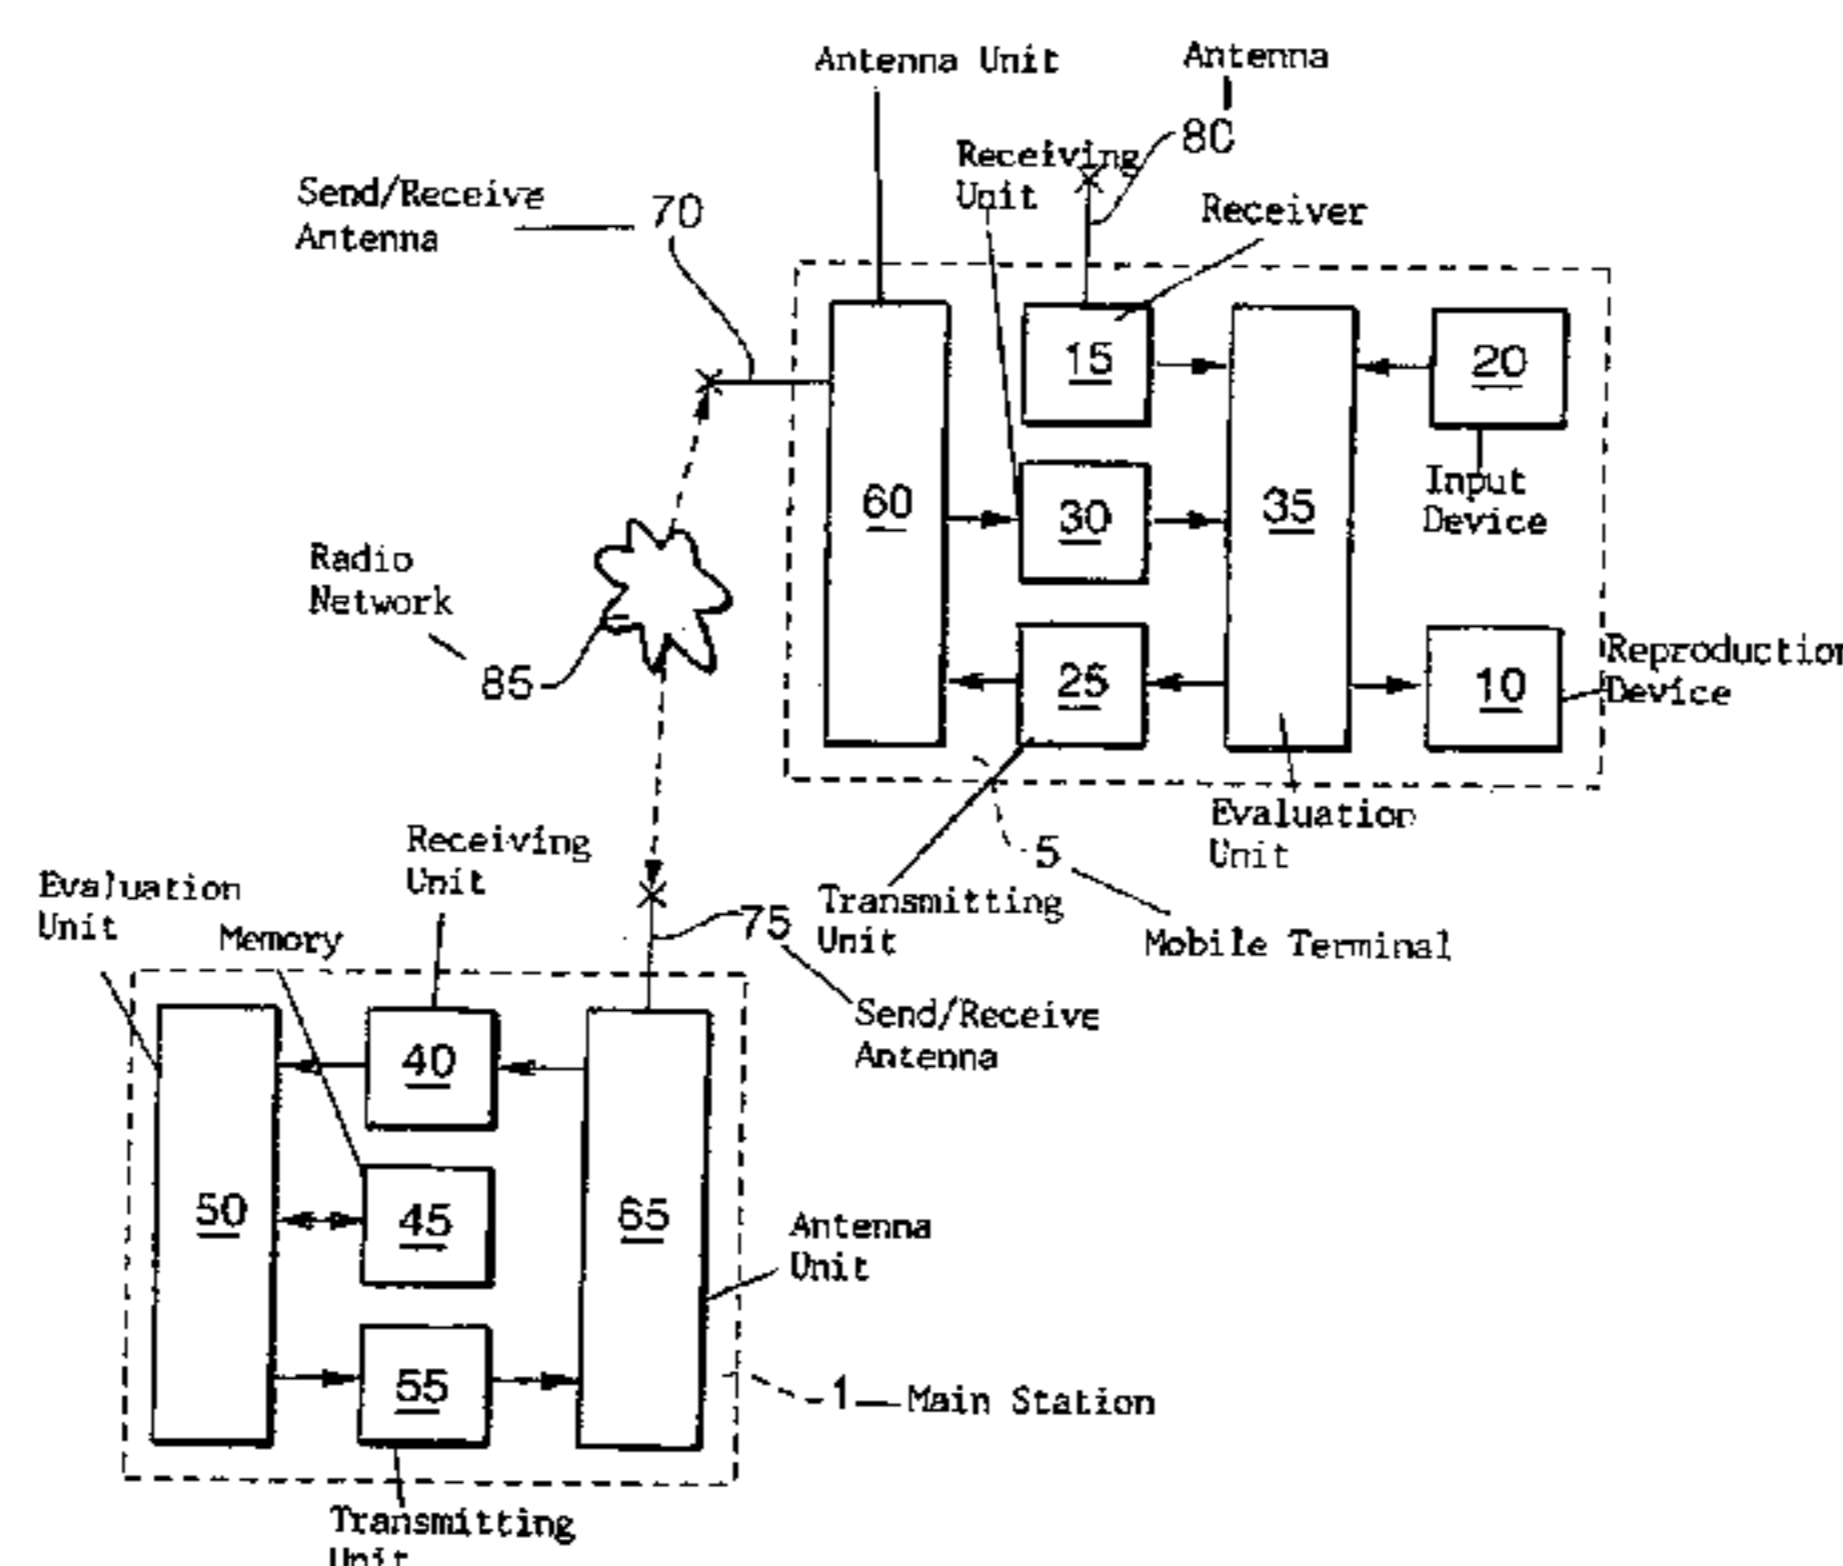 Antenna Unit
Antenna
80
Receiving
Unit
Receiver
Send/Receive
Antenna
70
15
20
Input
Device
60
30
35
Radio
Network
85
25
10
Reproduction
Device
Evaluation
Unit
5
Mobile Terminal
Transmitting
Unit
Receiving
Unit
Evaluation
Unit
Memory
75
Send/Receive
Antenna
40
50
45
65
Antenna
Unit
55
1
Main Station
Transmitting
Unit